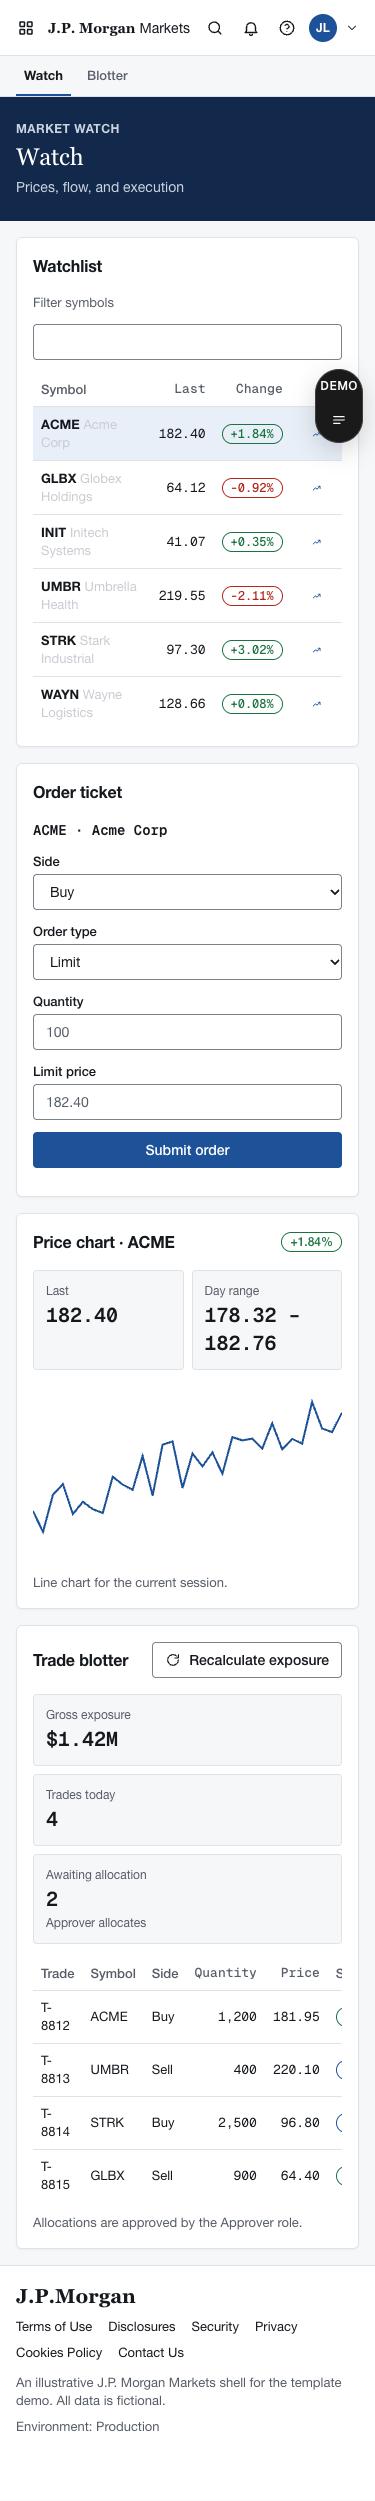 J.P. Morgan Markets
JL
Watch Blotter
MARKET WATCH
Watch
Prices, flow, and execution
Watchlist
Filter symbols
DEMO
Symbol Last Change
ACME Acme Corp 182.40 +1.84%
GLBX Globex Holdings 64.12 -0.92%
INIT Initech Systems 41.07 +0.35%
UMBR Umbrella Health 219.55 -2.11%
STRK Stark Industrial 97.30 +3.02%
WAYN Wayne Logistics 128.66 +0.08%
Order ticket
ACME · Acme Corp
Side
Buy
Order type
Limit
Quantity
100
Limit price
182.40
Submit order
Price chart · ACME +1.84%
Last
182.40
Day range
178.32 –
182.76
Line chart for the current session.
Trade blotter Recalculate exposure
Gross exposure
$1.42M
Trades today
4
Awaiting allocation
2
Approver allocates
Trade Symbol Side Quantity Price S
T-8812 ACME Buy 1,200 181.95
T-8813 UMBR Sell 400 220.10
T-8814 STRK Buy 2,500 96.80
T-8815 GLBX Sell 900 64.40
Allocations are approved by the Approver role.
J.P.Morgan
Terms of Use Disclosures Security Privacy
Cookies Policy Contact Us
An illustrative J.P. Morgan Markets shell for the template
demo. All data is fictional.
Environment: Production